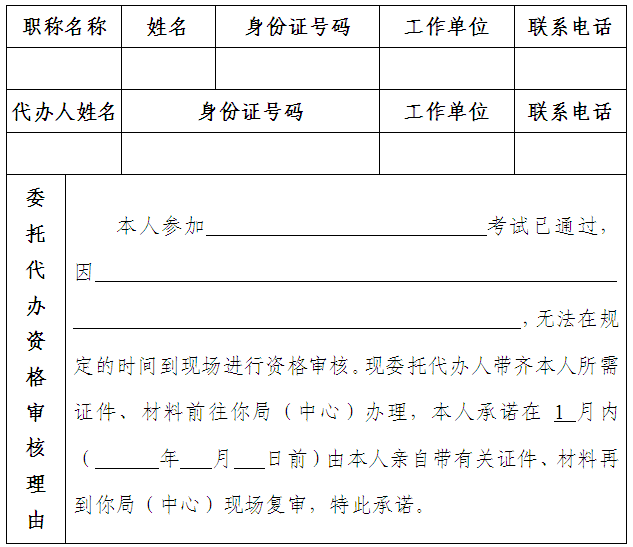 职称名称 姓名 身份证号码 工作单位 联系电话
代办人姓名 身份证号码 工作单位 联系电话
委托代办资格审核理由
本人参加____________________考试已通过，
因________________________________________
________________________________，无法在规
定的时间到现场进行资格审核。现委托代办人带齐本人所需
证件、材料前往你局（中心）办理，本人承诺在 1 月内
（____年__月__日前）由本人亲自带有关证件、材料再
到你局（中心）现场复审，特此承诺。